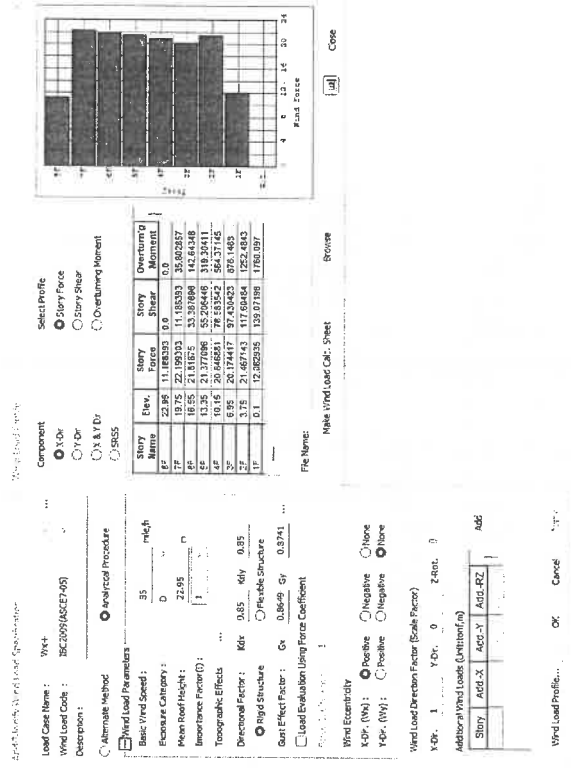 Load Case Name : Wx+
Wind Load Code : IBC2009(ASCE7-05)
Description :
Alternate Method Analytical Procedure
Wind Load Parameters
Basic Wind Speed : 35 mile/h
Exposure Category : D
Mean Roof Height : 22.95 m
Importance Factor(I) : 1
Topographic Effects ...
Directional Factor : Kdx 0.85 Kdy 0.85
Rigid Structure Flexible Structure
Gust Effect Factor : Gx 0.8649 Gy 0.8741 ...
Load Evaluation Using Force Coefficient
Wind Eccentricity
X-Dir. (Wx) : Positive Negative None
Y-Dir. (Wy) : Positive Negative None
Wind Load Direction Factor (Scale Factor)
X-Dir. 1 Y-Dir. 0 Z-Rot. 0
Additional Wind Loads (Unit:tonf,m)
Story Add.-X Add.-Y Add.-RZ
Add
Wind Load Profile... OK Cancel
Component
X-Dir
Y-Dir
X & Y Dir
SRSS
Select Profile
Story Force
Story Shear
Overturning Moment
Story Name Elev. Story Force Story Shear Overturn'g Moment
8F 22.95 11.188393 0.0 0.0
7F 19.75 22.199303 11.188393 35.802857
6F 16.55 21.81875 33.387696 142.64348
5F 13.35 21.377096 55.206446 319.30411
4F 10.15 20.846881 76.583542 564.37145
3F 6.95 20.174417 97.430423 876.1483
2F 3.75 21.467143 117.60484 1252.4843
1F 0.1 12.082935 139.07198 1760.097
File Name:
Make Wind Load Calc. Sheet Browse
Wind Force
Close